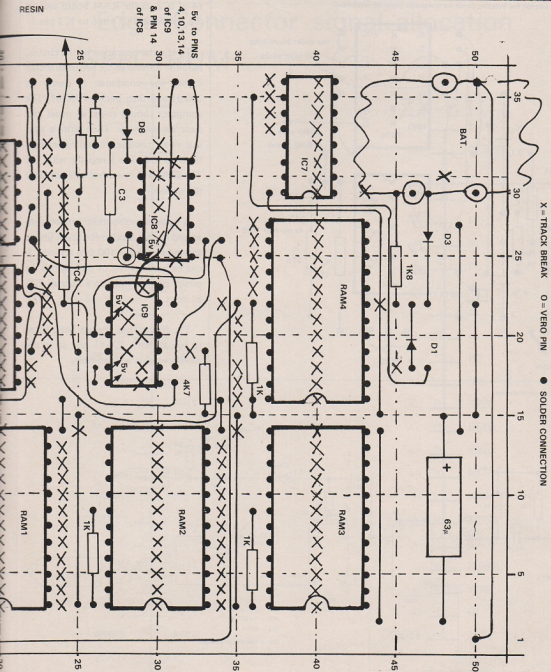 RESIN
5v to PINS
4,10,13,14
of IC9
& PIN 14
of IC8
X = TRACK BREAK O = VERO PIN ● SOLDER CONNECTION
25
30
35
40
45
50
35
30
25
20
15
10
5
1
BAT.
D8
C3
IC7
IC8
5v
IC4
IC9
5v
5v
4K7
1K
RAM4
D3
1K8
D1
RAM1
1K
RAM2
1K
RAM3
+
63µ
25
30
35
40
45
50